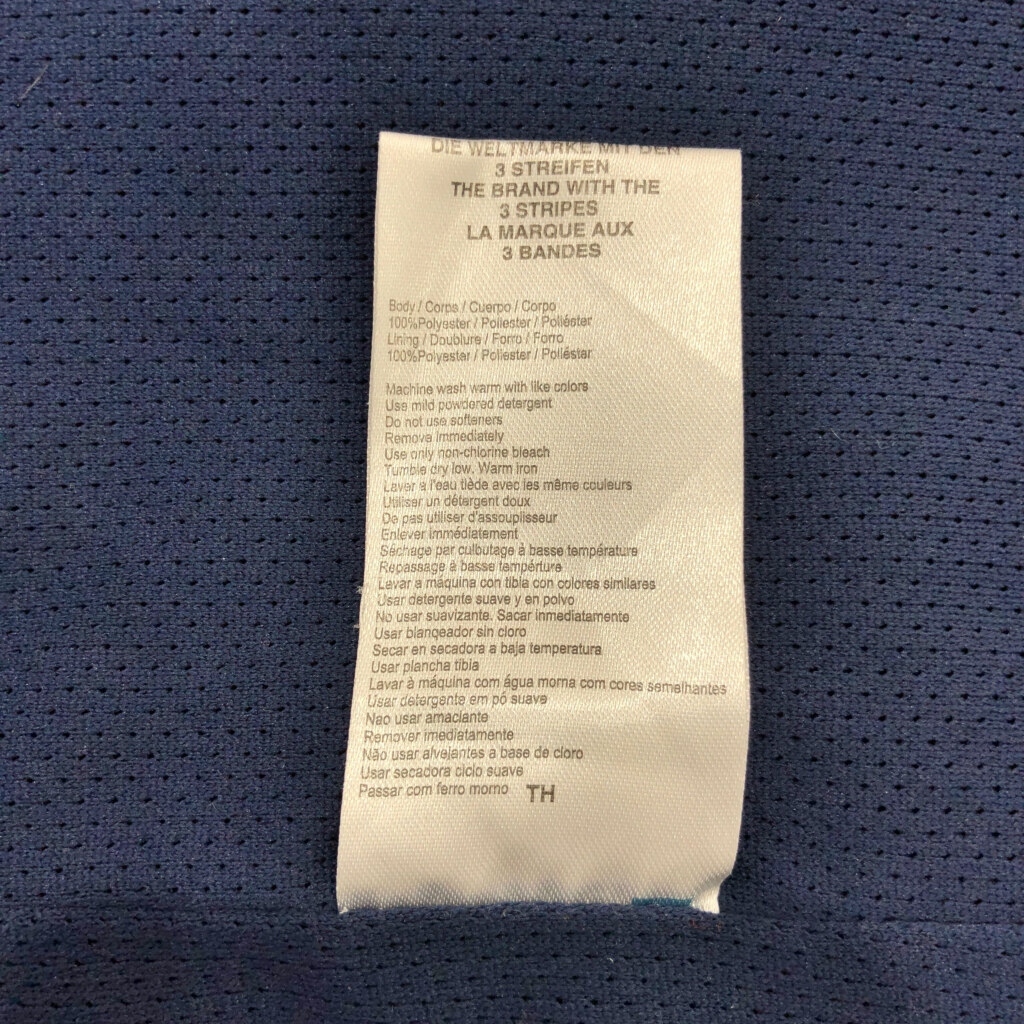 DIE WELTMARKE MIT DEN
3 STREIFEN
THE BRAND WITH THE
3 STRIPES
LA MARQUE AUX
3 BANDES
Body / Corps / Cuerpo / Corpo
100%Polyester / Poliester / Poliéster
Lining / Doublure / Forro / Forro
100%Polyester / Poliester / Poliéster
Machine wash warm with like colors
Use mild powdered detergent
Do not use softeners
Remove immediately
Use only non-chlorine bleach
Tumble dry low. Warm iron
Laver a l'eau tiède avec les même couleurs
Utiliser un détergent doux
De pas utiliser d'assouplisseur
Enlever immédiatement
Séchage par culbutage à basse température
Repassage à basse tempérture
Lavar a máquina con tibia con colores similares
Usar detergente suave y en polvo
No usar suavizante. Sacar inmediatamente
Usar blanqeador sin cloro
Secar en secadora a baja temperatura
Usar plancha tibia
Lavar à máquina com água morna com cores semelhantes
Usar detergente em pó suave
Nao usar amaciante
Remover imediatamente
Não usar alvejantes a base de cloro
Usar secadora ciclo suave
Passar com ferro morno TH